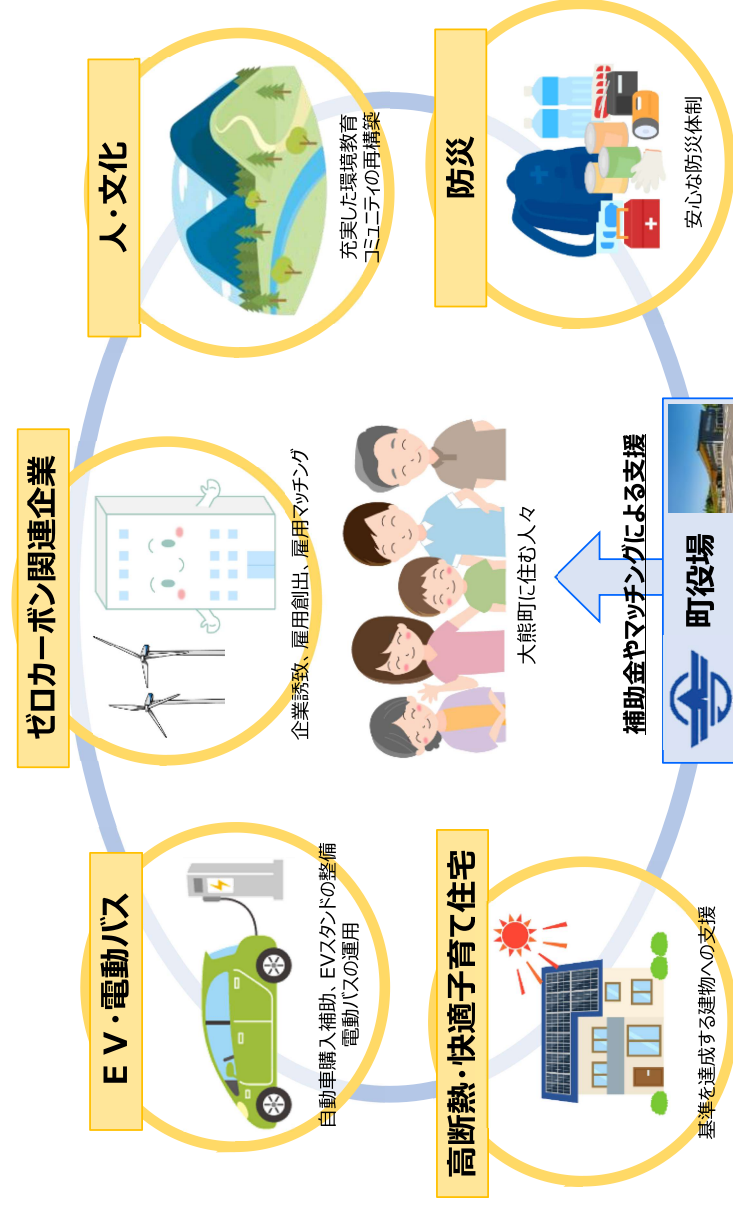 ゼロカーボン関連企業
企業誘致、雇用創出、雇用マッチング
ＥＶ・電動バス
自動車購入補助、EVスタンドの整備
電動バスの運用
人・文化
充実した環境教育
コミュニティの再構築
大熊町に住む人々
高断熱・快適子育て住宅
基準を達成する建物への支援
防災
安心な防災体制
補助金やマッチングによる支援
町役場